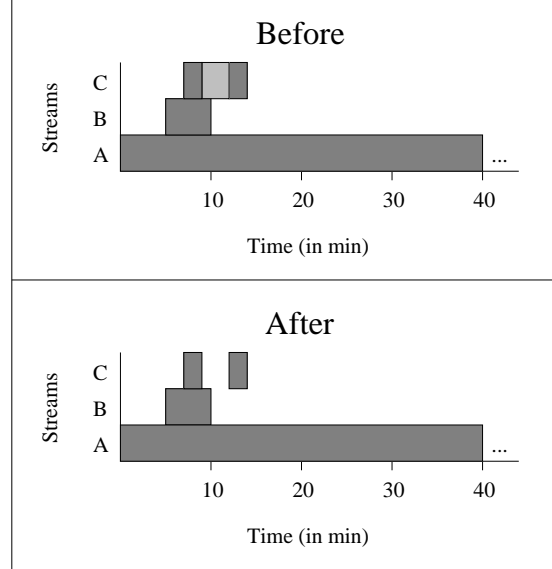 Before
Streams
C
B
A
...
10 20 30 40
Time (in min)
After
Streams
C
B
A
...
10 20 30 40
Time (in min)